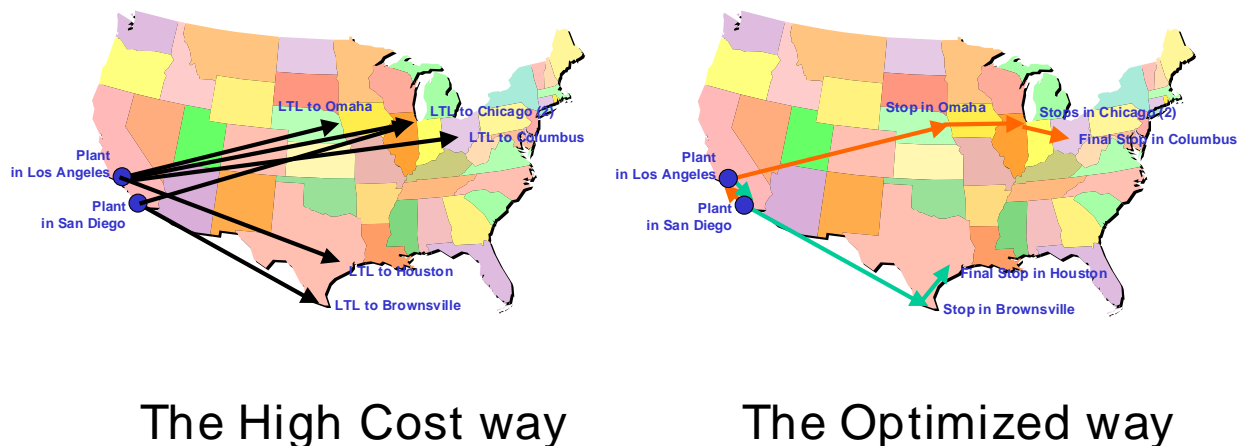 LTL to Omaha
LTL to Chicago (2)
LTL to Columbus
Plant
in Los Angeles
Plant
in San Diego
LTL to Houston
LTL to Brownsville
The High Cost way
Stop in Omaha
Stops in Chicago (2)
Final Stop in Columbus
Plant
in Los Angeles
Plant
in San Diego
Final Stop in Houston
Stop in Brownsville
The Optimized way